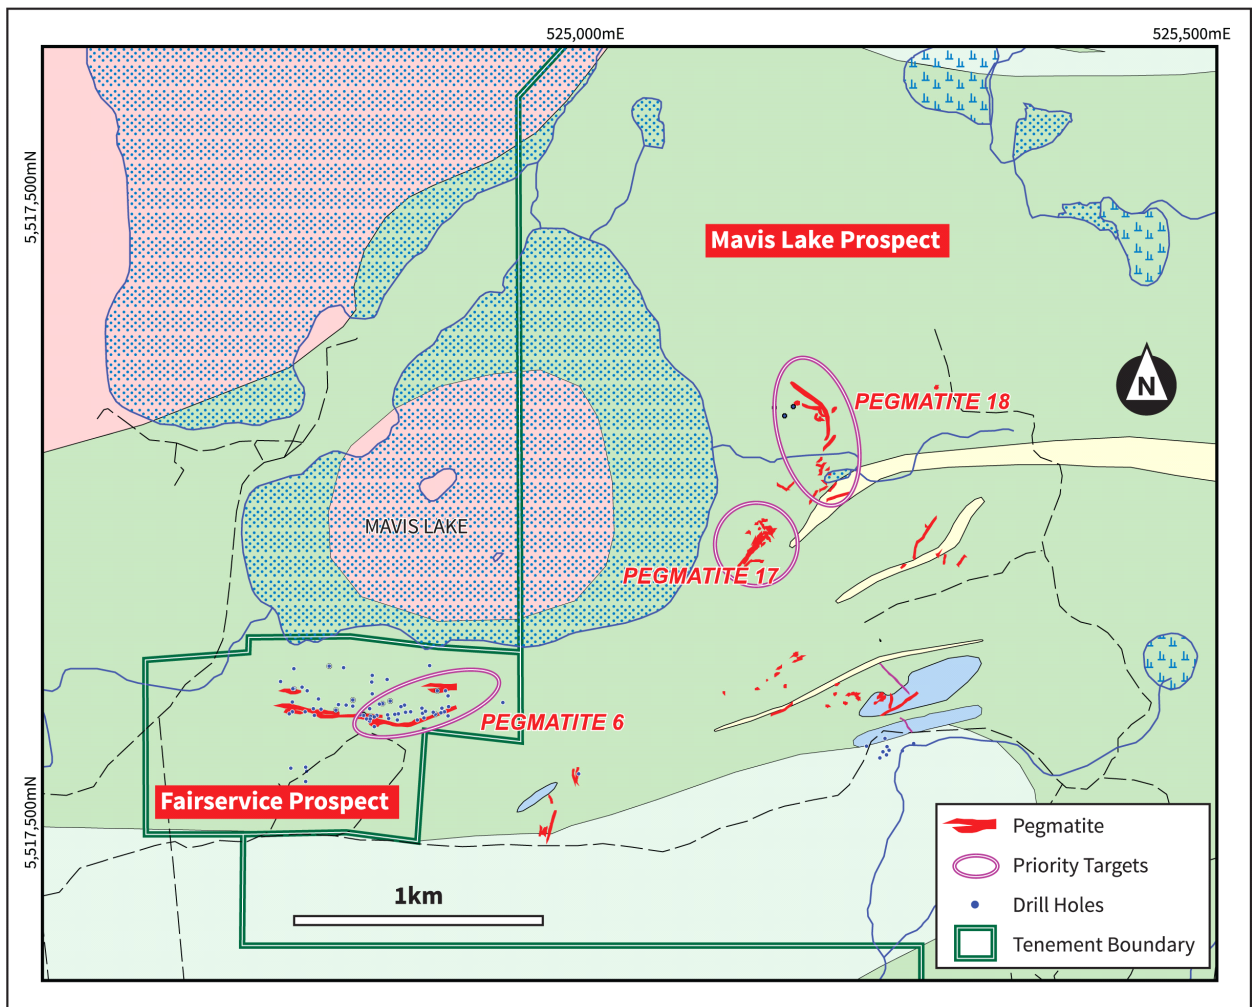 525,000mE
525,500mE
5,517,500mN
Mavis Lake Prospect
N
PEGMATITE 18
MAVIS LAKE
PEGMATITE 17
PEGMATITE 6
5,517,500mN
Fairservice Prospect
1km
Pegmatite
Priority Targets
Drill Holes
Tenement Boundary